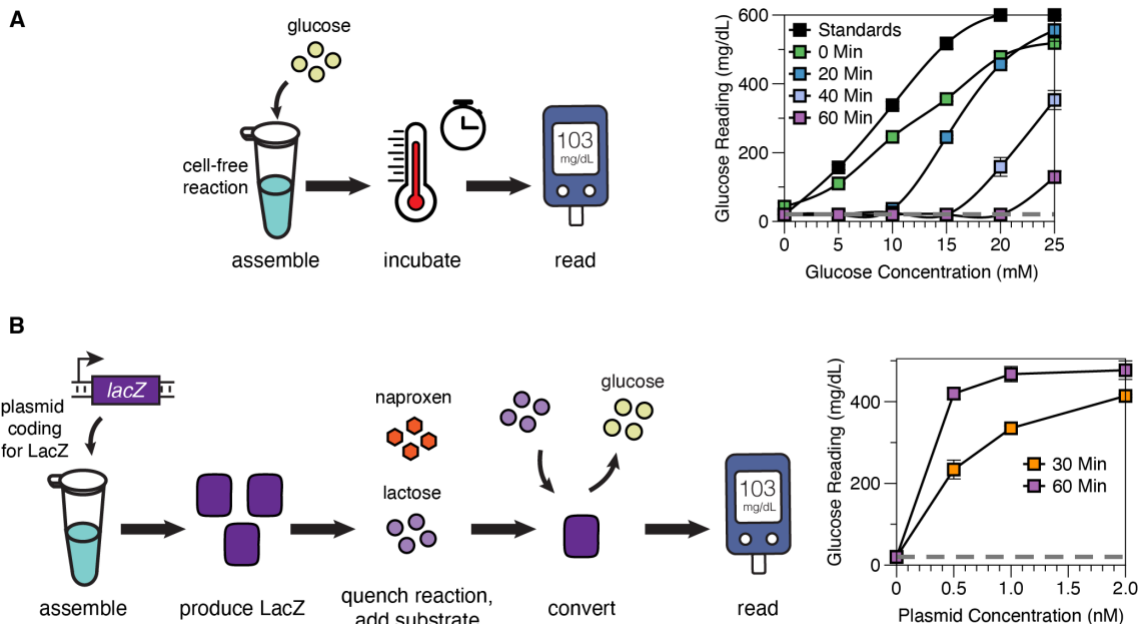 A
glucose
cell-free
reaction
103
mg/dL
assemble
incubate
read
Glucose Reading (mg/dL)
600
400
200
0
Standards
0 Min
20 Min
40 Min
60 Min
0 5 10 15 20 25
Glucose Concentration (mM)
B
lacZ
plasmid
coding
for LacZ
naproxen
lactose
glucose
103
mg/dL
assemble
produce LacZ
quench reaction,
add substrate
convert
read
Glucose Reading (mg/dL)
400
200
0
30 Min
60 Min
0.0 0.5 1.0 1.5 2.0
Plasmid Concentration (nM)